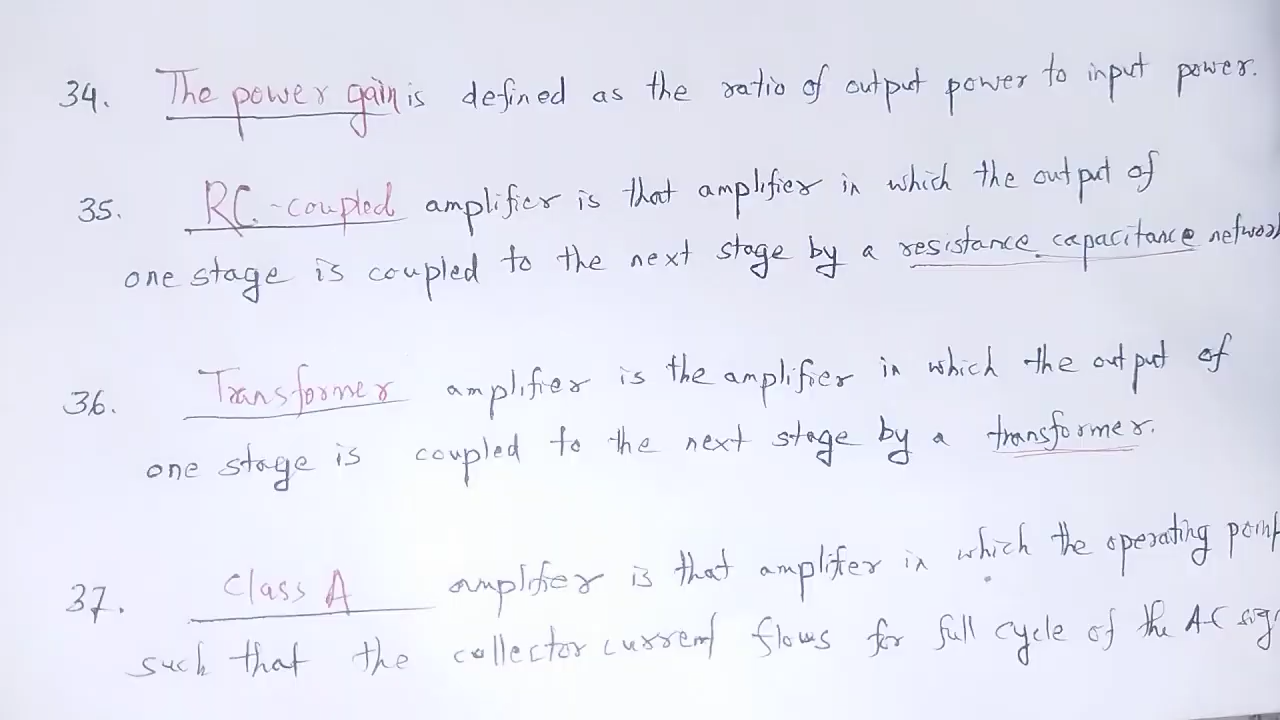 34. The power gain is defined as the ratio of output power to input power.
35. RC-coupled amplifier is that amplifier in which the output of
one stage is coupled to the next stage by a resistance capacitance
36. Transformer amplifier is the amplifier in which the output of
one stage is coupled to the next stage by a transformer.
37. Class A amplifier is that amplifier in which the operating point
such that the collector current flows for full cycle of the AC